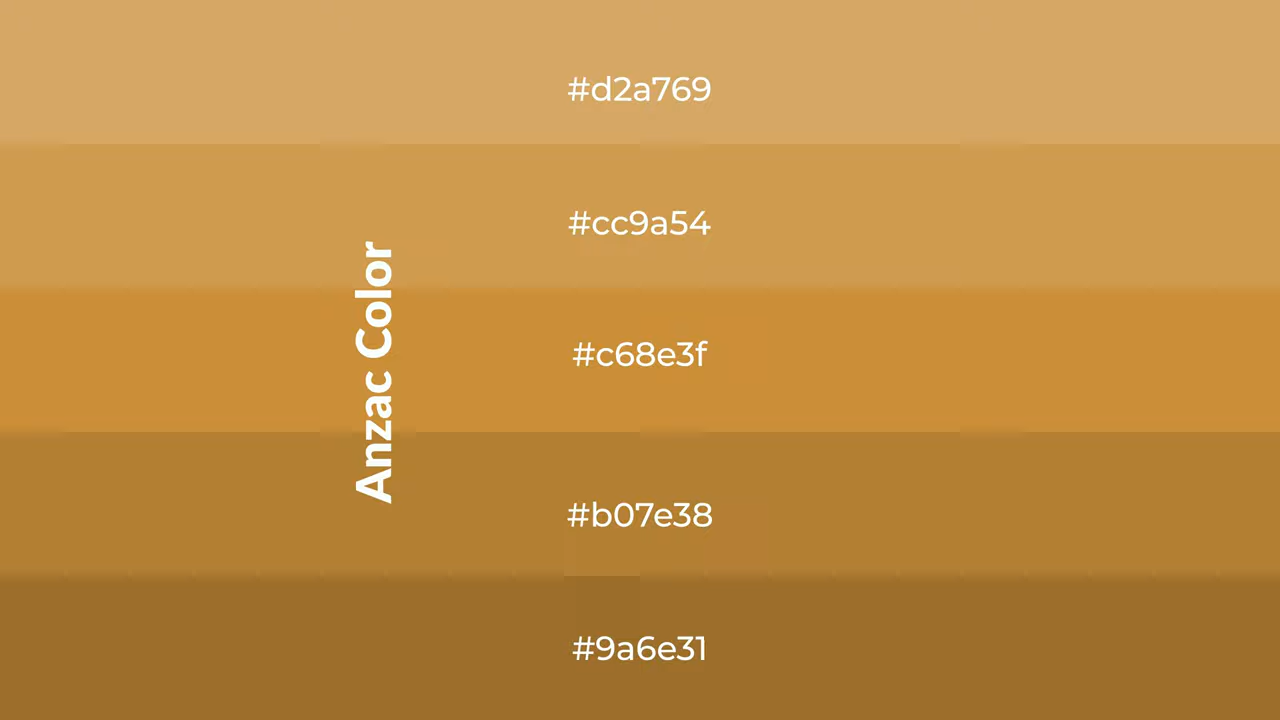 Anzac Color
#d2a769
#cc9a54
#c68e3f
#b07e38
#9a6e31